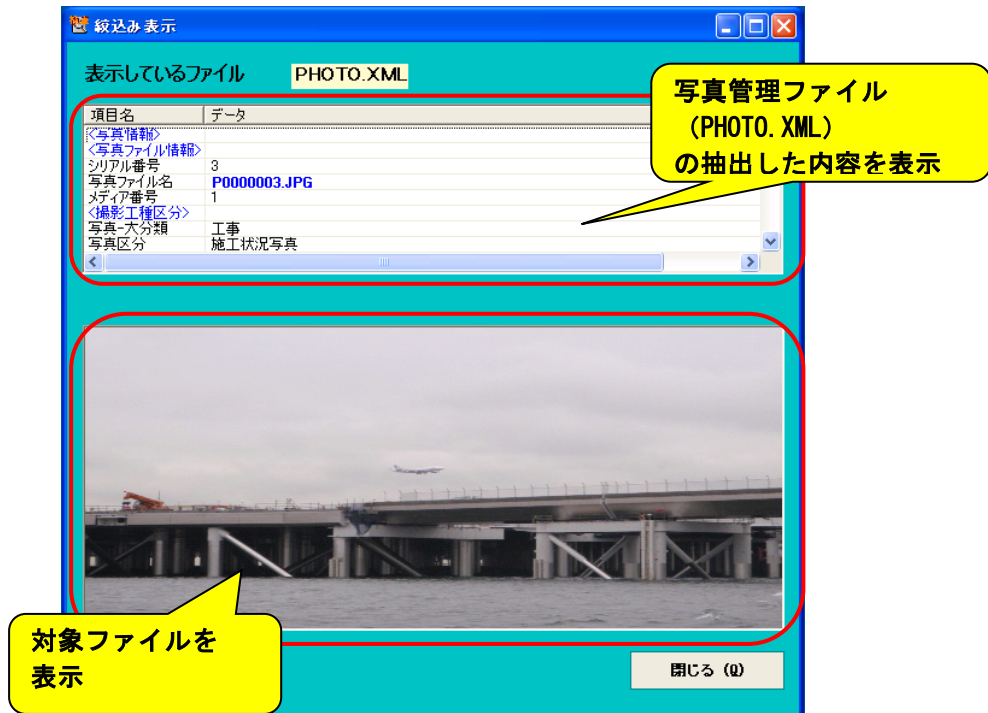 絞込み表示
表示しているファイル PHOTO.XML
写真管理ファイル
(PHOTO.XML)
の抽出した内容を表示
項目名 データ
<写真情報>
<写真ファイル情報>
シリアル番号 3
写真ファイル名 P0000003.JPG
メディア番号 1
<撮影工種区分>
写真-大分類 工事
写真区分 施工状況写真
対象ファイルを
表示
閉じる (Q)